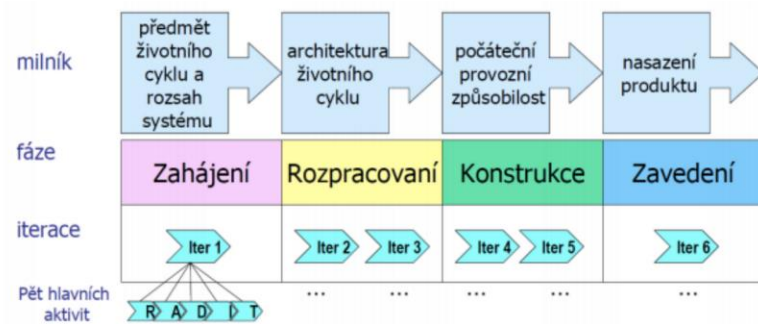 milník
předmět
životního
cyklu a
rozsah
systému
architektura
životního
cyklu
počáteční
provozní
způsobilost
nasazení
produktu
fáze
Zahájení
Rozpracovaní
Konstrukce
Zavedení
iterace
Iter 1
Iter 2
Iter 3
Iter 4
Iter 5
Iter 6
Pět hlavních
aktivit
R A D I T
... ... ... ... ...